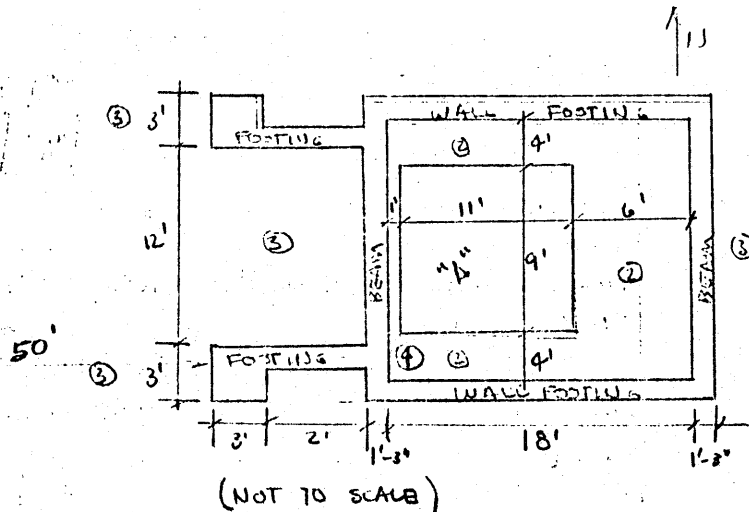 N
WALL FOOTING
③ 3'
FOOTING
② 4'
1' 11' 6'
12' ③ BEAM "A" 9' ② BEAM ③
50'
③ 3' FOOTING ④ ② 4'
WALL FOOTING
3' 2' 1'-3" 18' 1'-3"
(NOT TO SCALE)